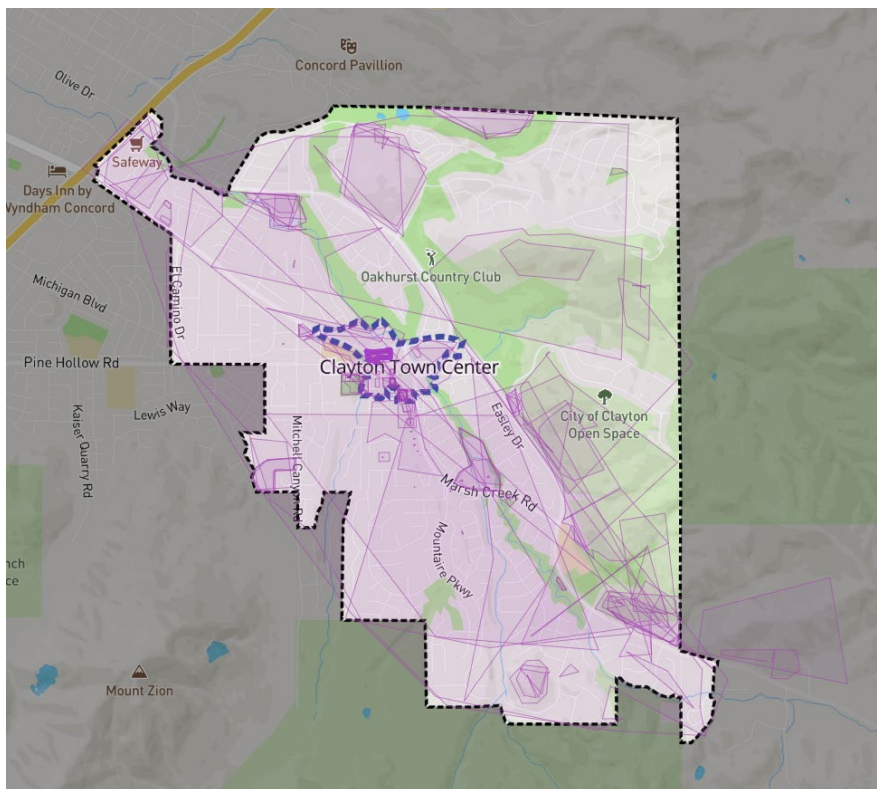 Concord Pavillion
Olive Dr
Safeway
Days Inn by
Wyndham Concord
Oakhurst Country Club
El Camino Dr
Michigan Blvd
Pine Hollow Rd
Clayton Town Center
Lewis Way
Kaiser Quarry Rd
Mitchell Canyon Rd
Easley Dr
City of Clayton
Open Space
Marsh Creek Rd
Mountaire Pkwy
nch
ce
Mount Zion